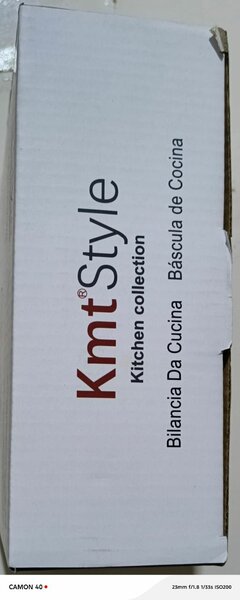 Kmt®Style
Kitchen collection
Bilancia Da Cucina Báscula de Cocina
CAMON 40
23mm f/1.8 1/33s ISO200